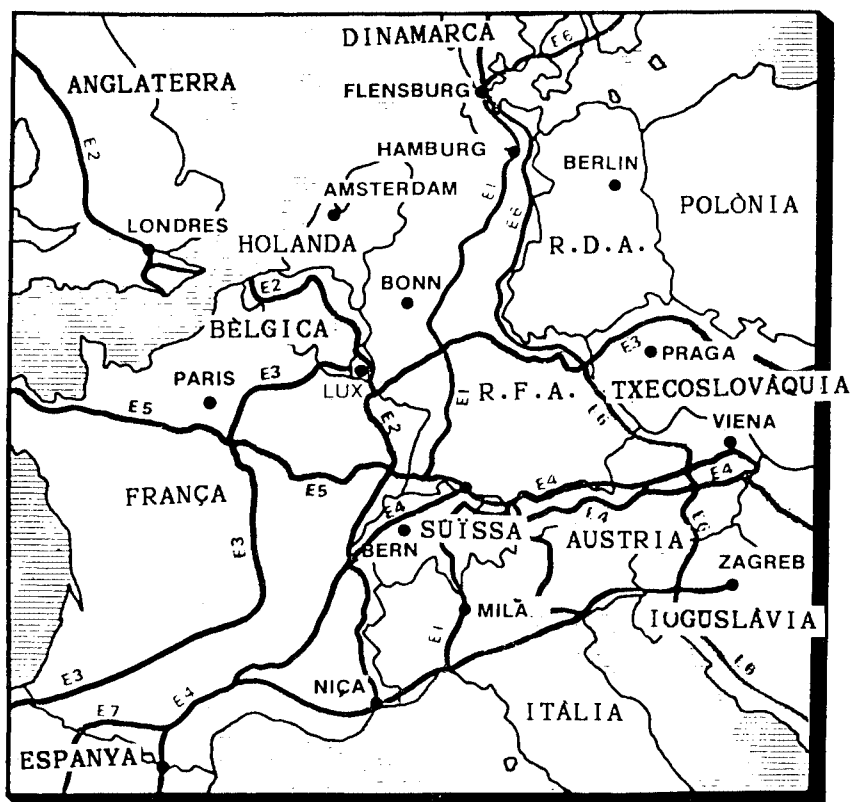 DINAMARCA
E6
ANGLATERRA
FLENSBURG
E2
HAMBURG
BERLIN
AMSTERDAM
E1
POLÒNIA
LONDRES
E6
HOLANDA
R.D.A.
E2
BONN
BÈLGICA
E3
PRAGA
E3
PARIS
LUX
E1
R.F.A.
TXECOSLOVÀQUIA
E5
E2
E6
VIENA
E5
E4
E4
FRANÇA
E4
SUÏSSA
E4
E6
BERN
AUSTRIA
E3
ZAGREB
MILÀ
IUGUSLÀVIA
E1
E3
E6
NIÇA
E4
E7
ITÀLIA
ESPANYA